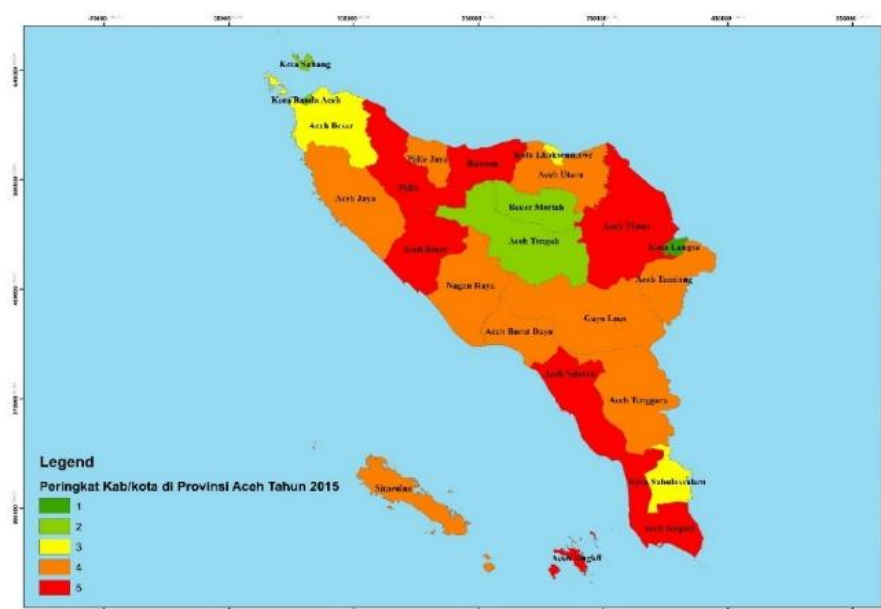 Kota Sabang
Kota Banda Aceh
Aceh Besar
Pidie Jaya
Bireuen
Kota Lhokseumawe
Aceh Utara
Aceh Jaya
Pidie
Bener Meriah
Aceh Timur
Aceh Tengah
Kota Langsa
Aceh Barat
Aceh Tamiang
Nagan Raya
Gayo Lues
Aceh Barat Daya
Aceh Selatan
Aceh Tenggara
Simeulue
Kota Subulussalam
Aceh Singkil
Aceh Singkil
Legend
Peringkat Kab/kota di Provinsi Aceh Tahun 2015
1
2
3
4
5